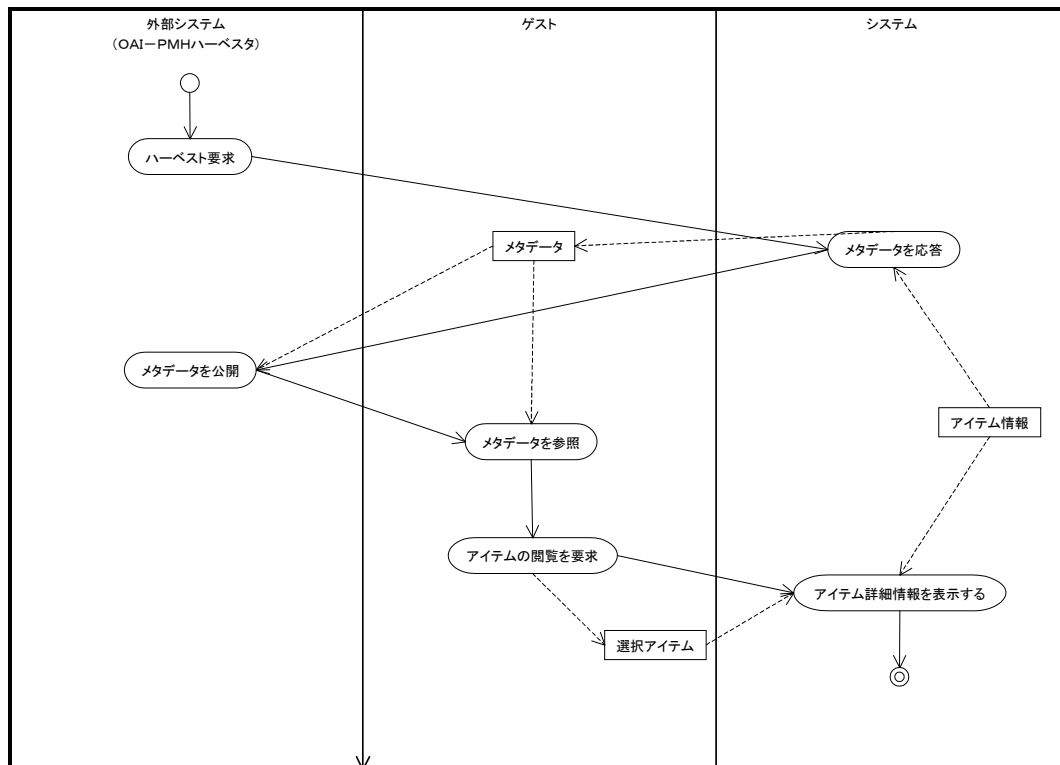 外部システム
（OAI－PMHハーベスタ）
ゲスト
システム
ハーベスト要求
メタデータ
メタデータを応答
メタデータを公開
アイテム情報
メタデータを参照
アイテムの閲覧を要求
アイテム詳細情報を表示する
選択アイテム